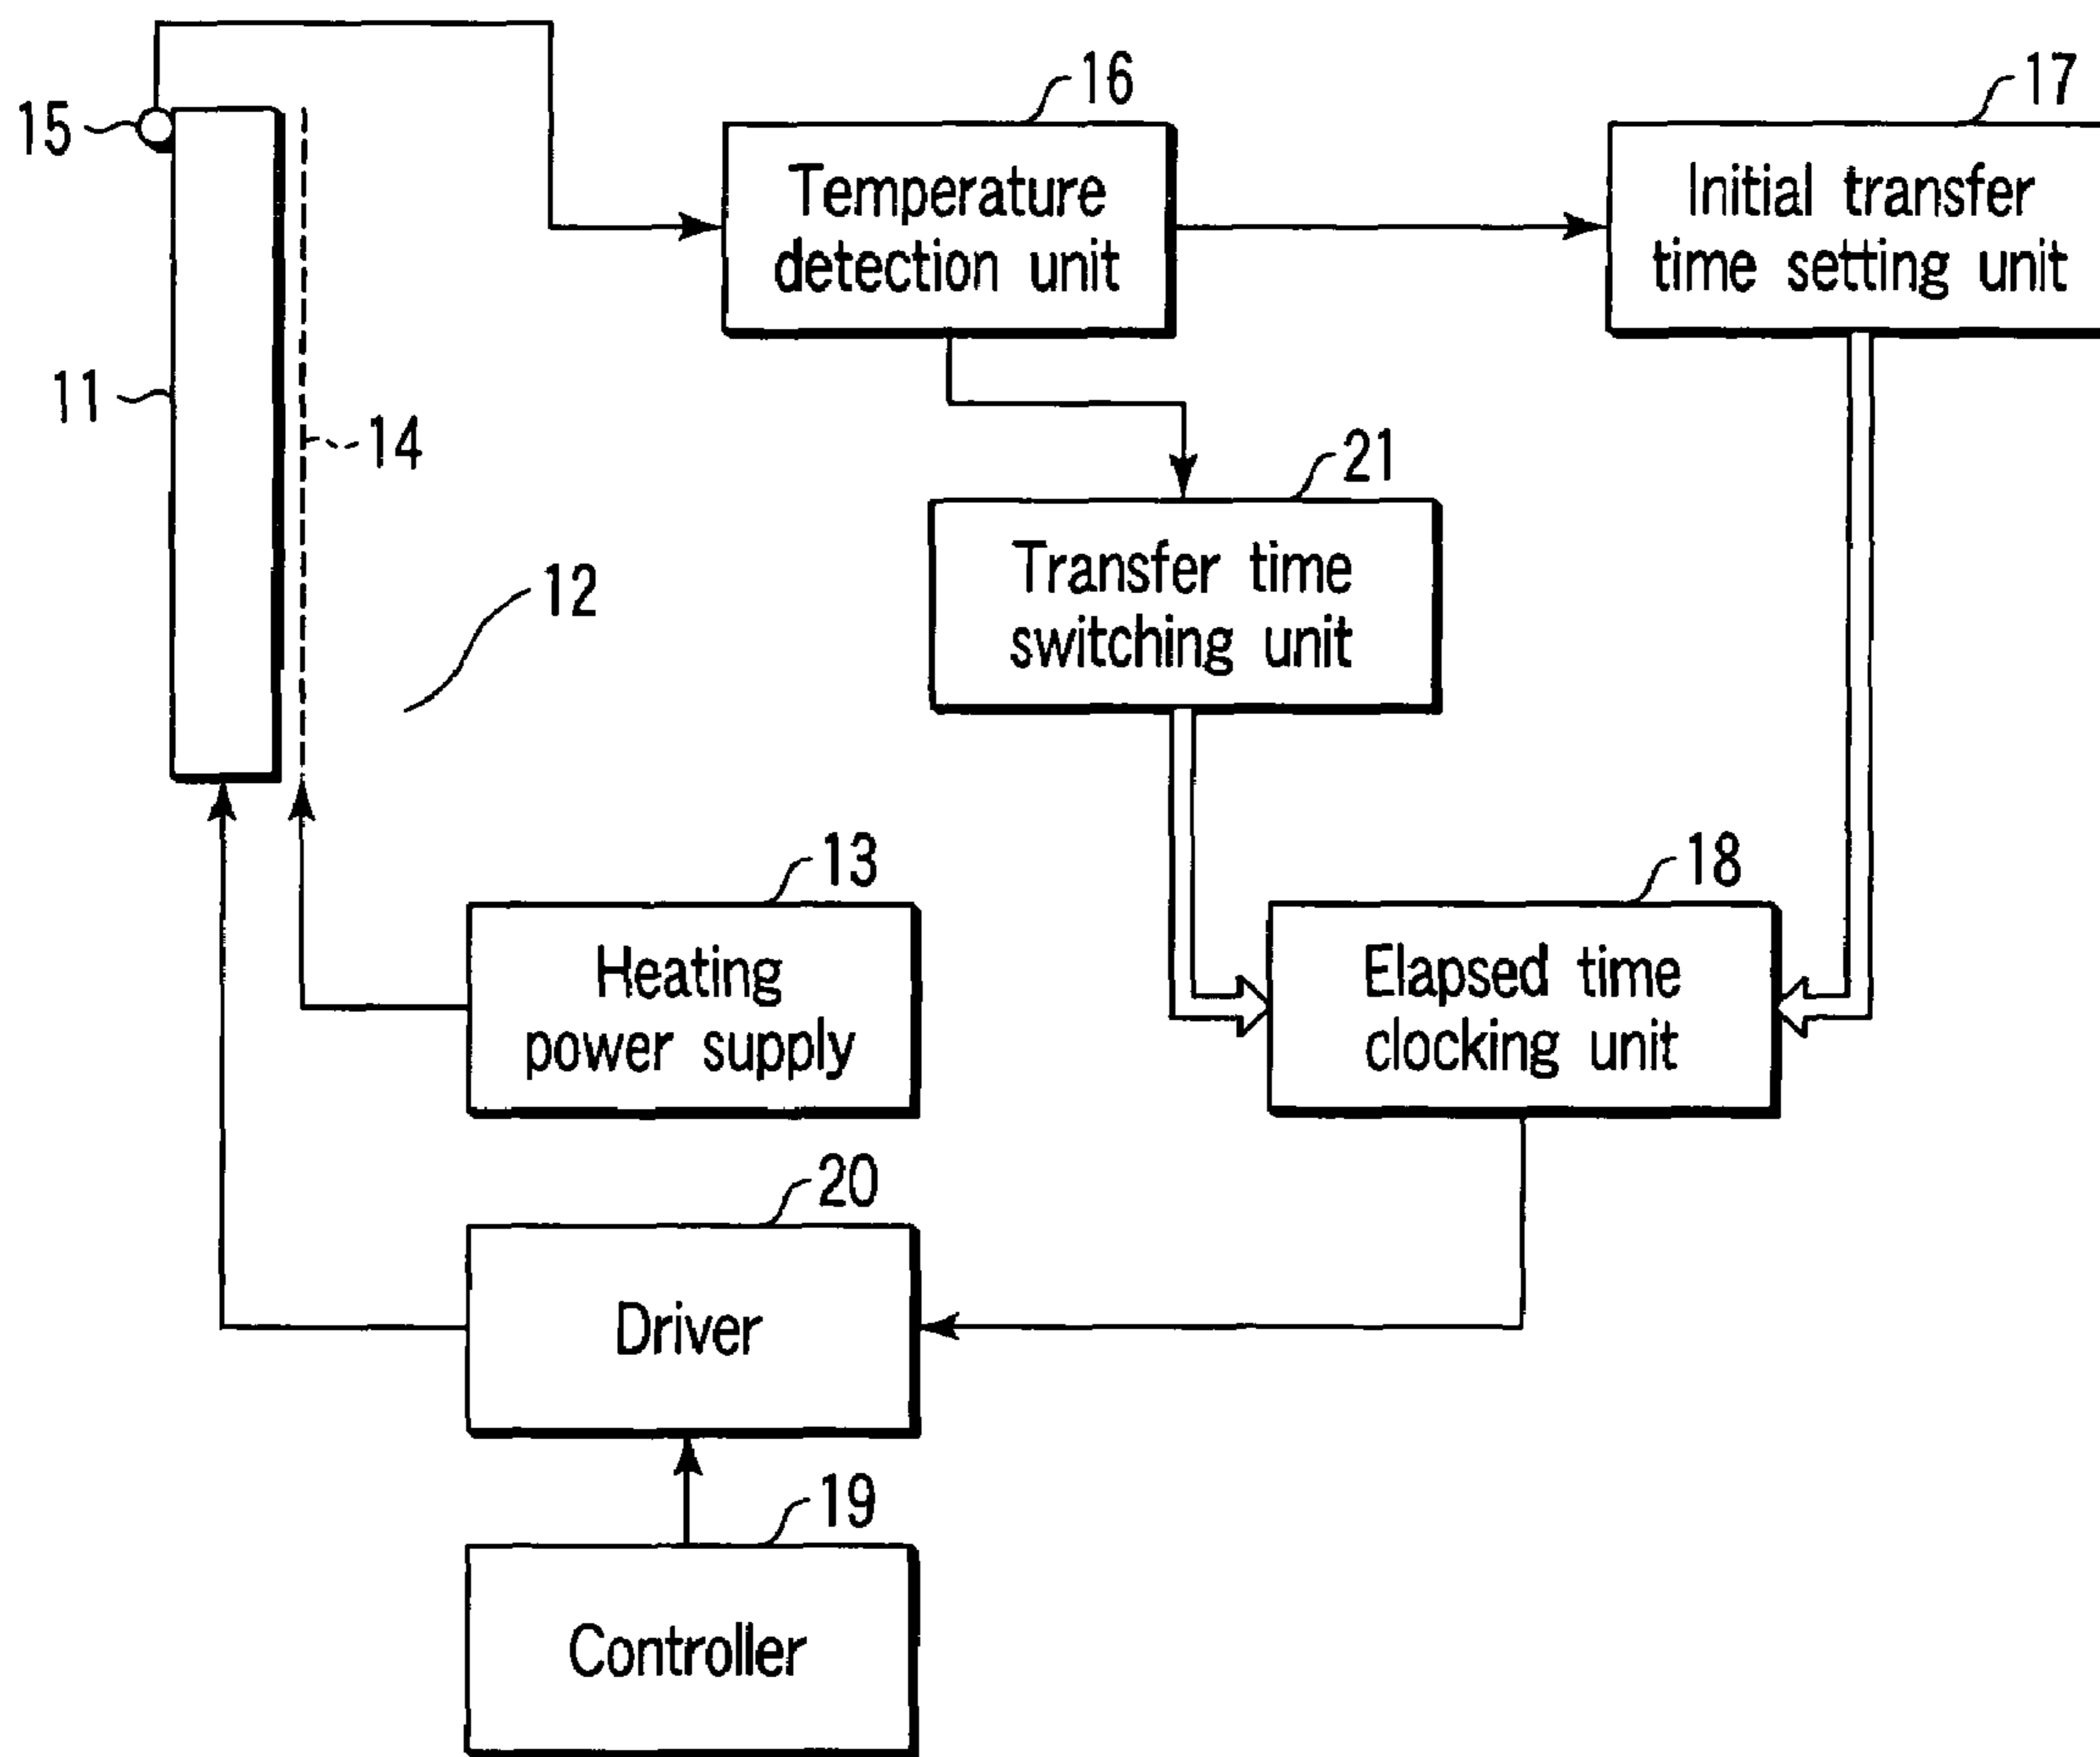 15
16
Temperature
detection unit
17
Initial transfer
time setting unit
11
14
12
21
Transfer time
switching unit
13
Heating
power supply
18
Elapsed time
clocking unit
20
Driver
19
Controller